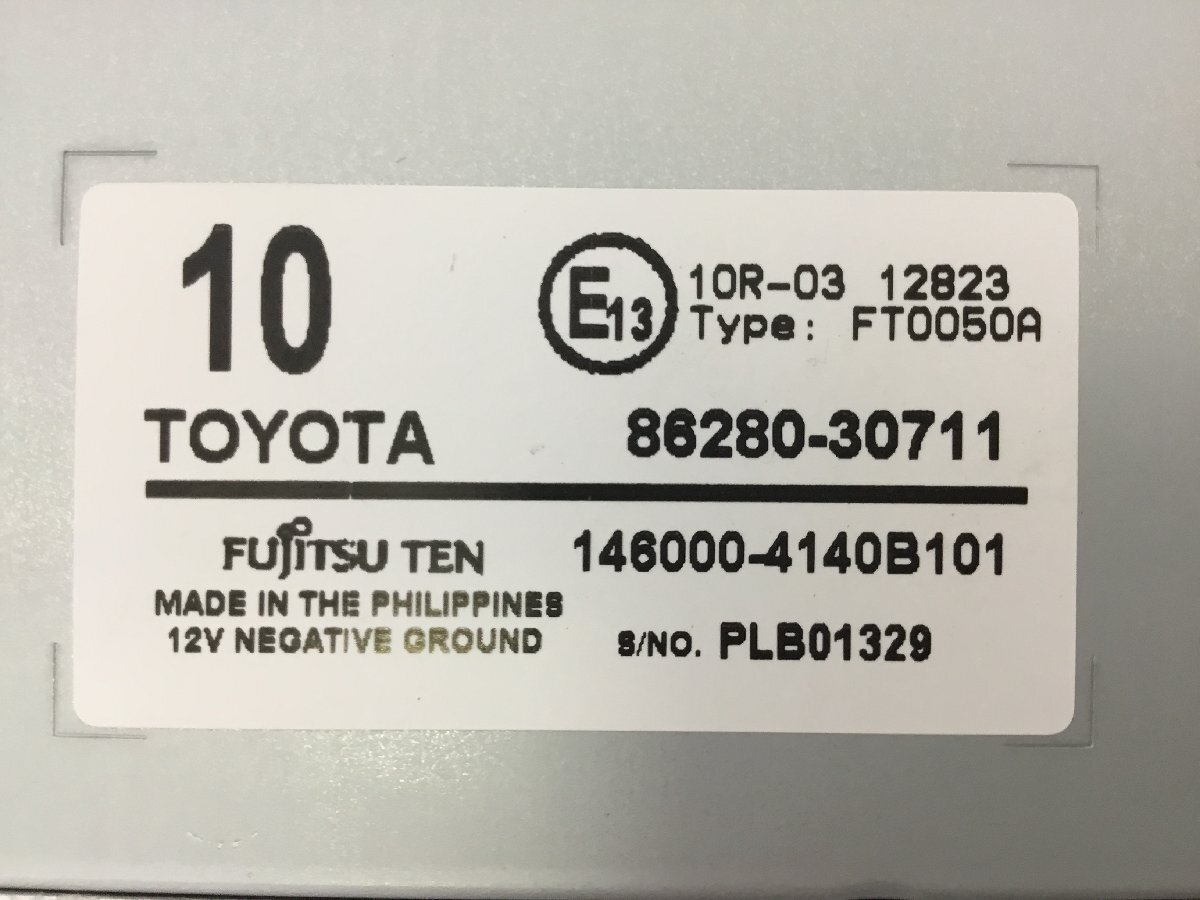 10
E13 10R-03 12823
Type: FT0050A
TOYOTA 86280-30711
FUJITSU TEN 146000-4140B101
MADE IN THE PHILIPPINES
12V NEGATIVE GROUND S/NO. PLB01329